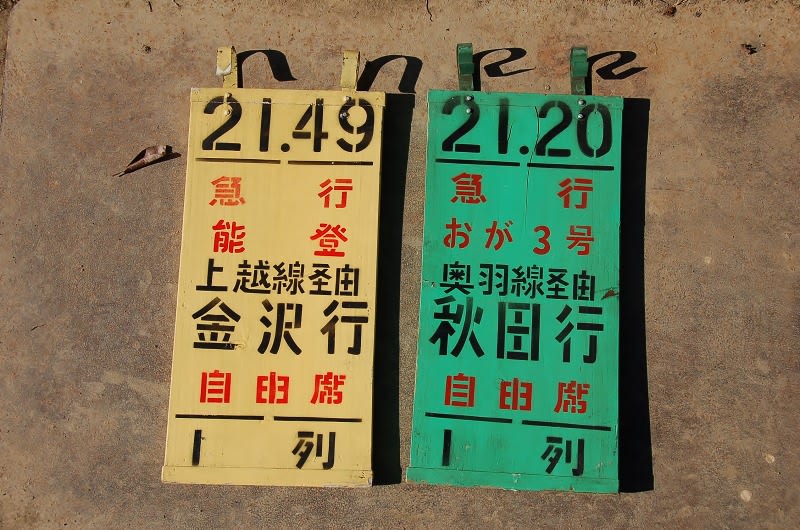 21.49
急行
能登
上越線経由
金沢行
自由席
1列
21.20
急行
おが3号
奥羽線経由
秋田行
自由席
1列